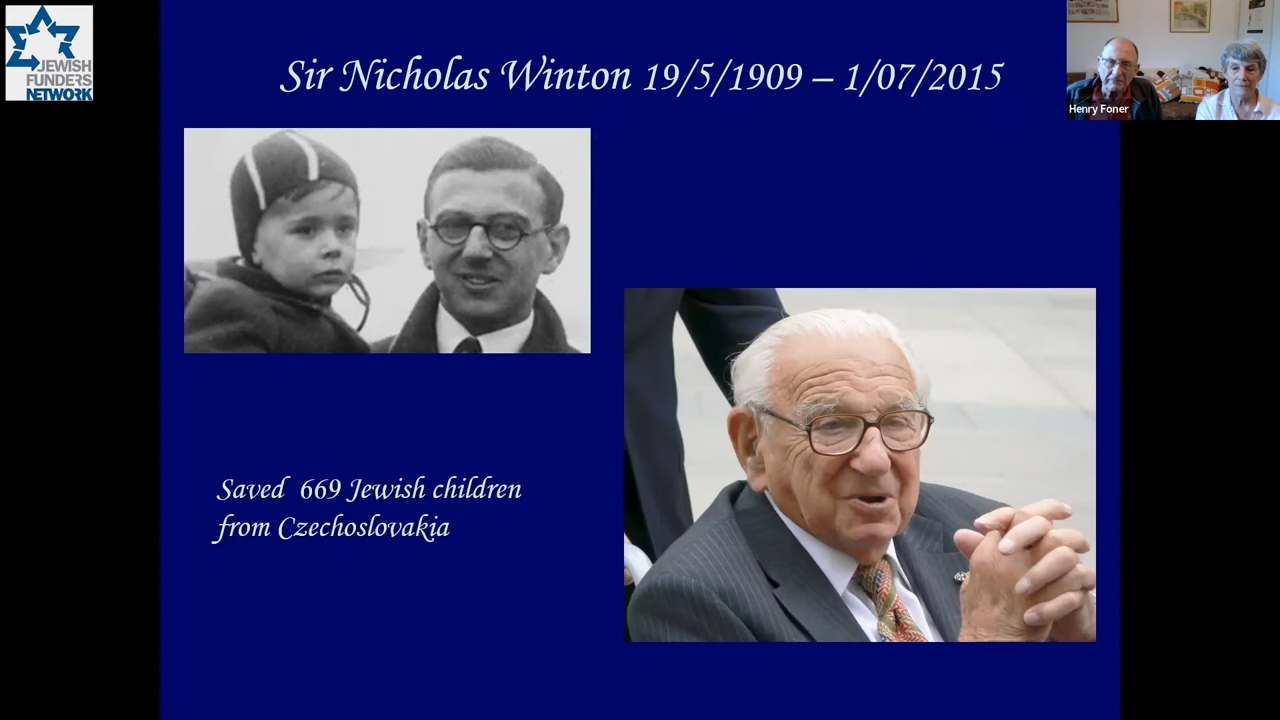 JEWISH
FUNDERS
NETWORK
Sir Nicholas Winton 19/5/1909 – 1/07/2015
Henry Foner
Saved 669 Jewish children
from Czechoslovakia